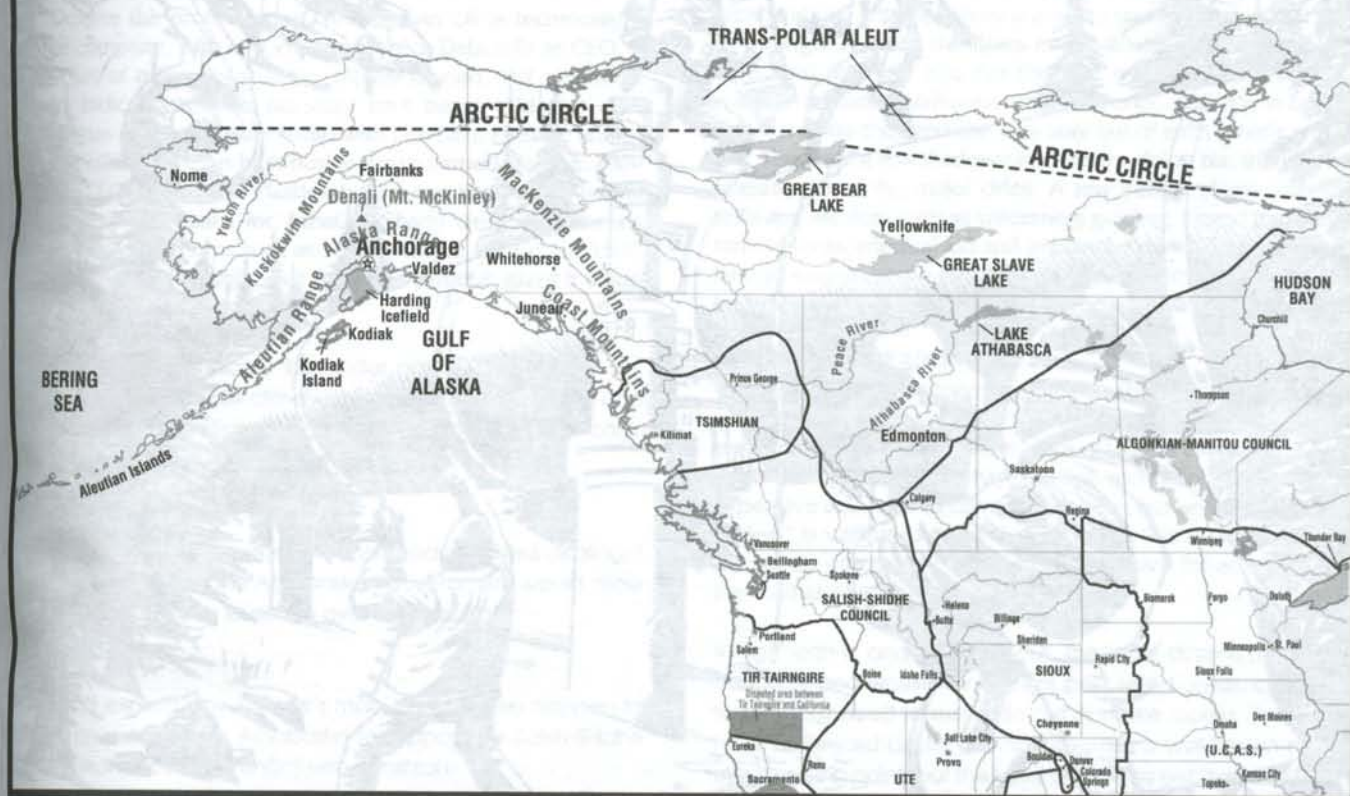 TRANS-POLAR ALEUT
ARCTIC CIRCLE
ARCTIC CIRCLE
Nome
Yukon River
Kuskokwim Mountains
Fairbanks
Denali (Mt. McKinley)
Alaska Range
Anchorage
Valdez
MacKenzie Mountains
Whitehorse
GREAT BEAR
LAKE
Yellowknife
GREAT SLAVE
LAKE
HUDSON
BAY
Churchill
Harding
Icefield
Juneau
Coast Mountains
Kodiak
Kodiak
Island
Aleutian Range
GULF
OF
ALASKA
BERING
SEA
Aleutian Islands
Peace River
LAKE
ATHABASCA
Athabasca River
Prince George
TSIMSHIAN
Kitimat
Edmonton
Thompson
ALGONKIAN-MANITOU COUNCIL
Saskatoon
Calgary
Regina
Winnipeg
Thunder Bay
Vancouver
Bellingham
Seattle
Spokane
SALISH-SHIDHE
COUNCIL
Helena
Butte
Billings
Sheridan
Bismark
Fargo
Duluth
Minneapolis
St. Paul
Portland
Salem
TIR TAIRNGIRE
Disputed area between
Tir Tairngire and California
Boise
Idaho Falls
SIOUX
Rapid City
Sioux Falls
Cheyenne
Omaha
Des Moines
(U.C.A.S.)
Eureka
Reno
Sacramento
Salt Lake City
Provo
UTE
Boulder
Denver
Colorado
Springs
Topeka
Kansas City